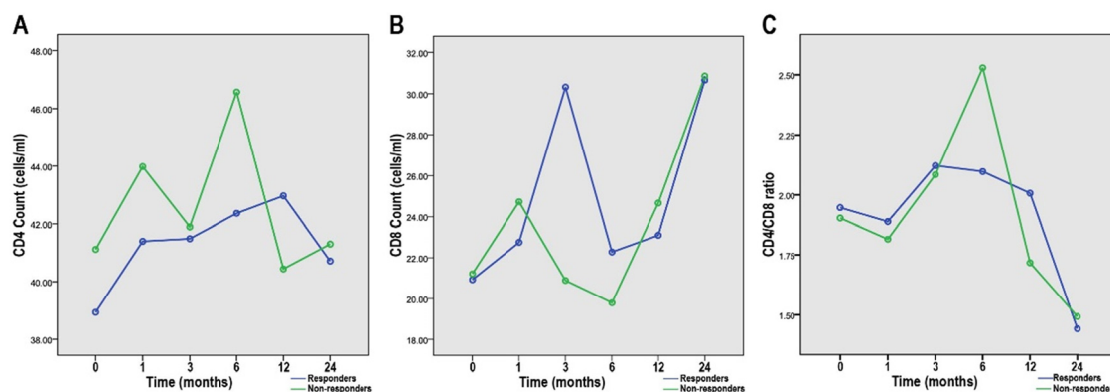 A
CD4 Count (cells/ml)
48.00
46.00
44.00
42.00
40.00
38.00
0 1 3 6 12 24
Time (months)
Responders
Non-responders
B
CD8 Count (cells/ml)
32.00
30.00
28.00
26.00
24.00
22.00
20.00
18.00
0 1 3 6 12 24
Time (months)
Responders
Non-responders
C
CD4/CD8 ratio
2.50
2.25
2.00
1.75
1.50
0 1 3 6 12 24
Time (months)
Responders
Non-responders